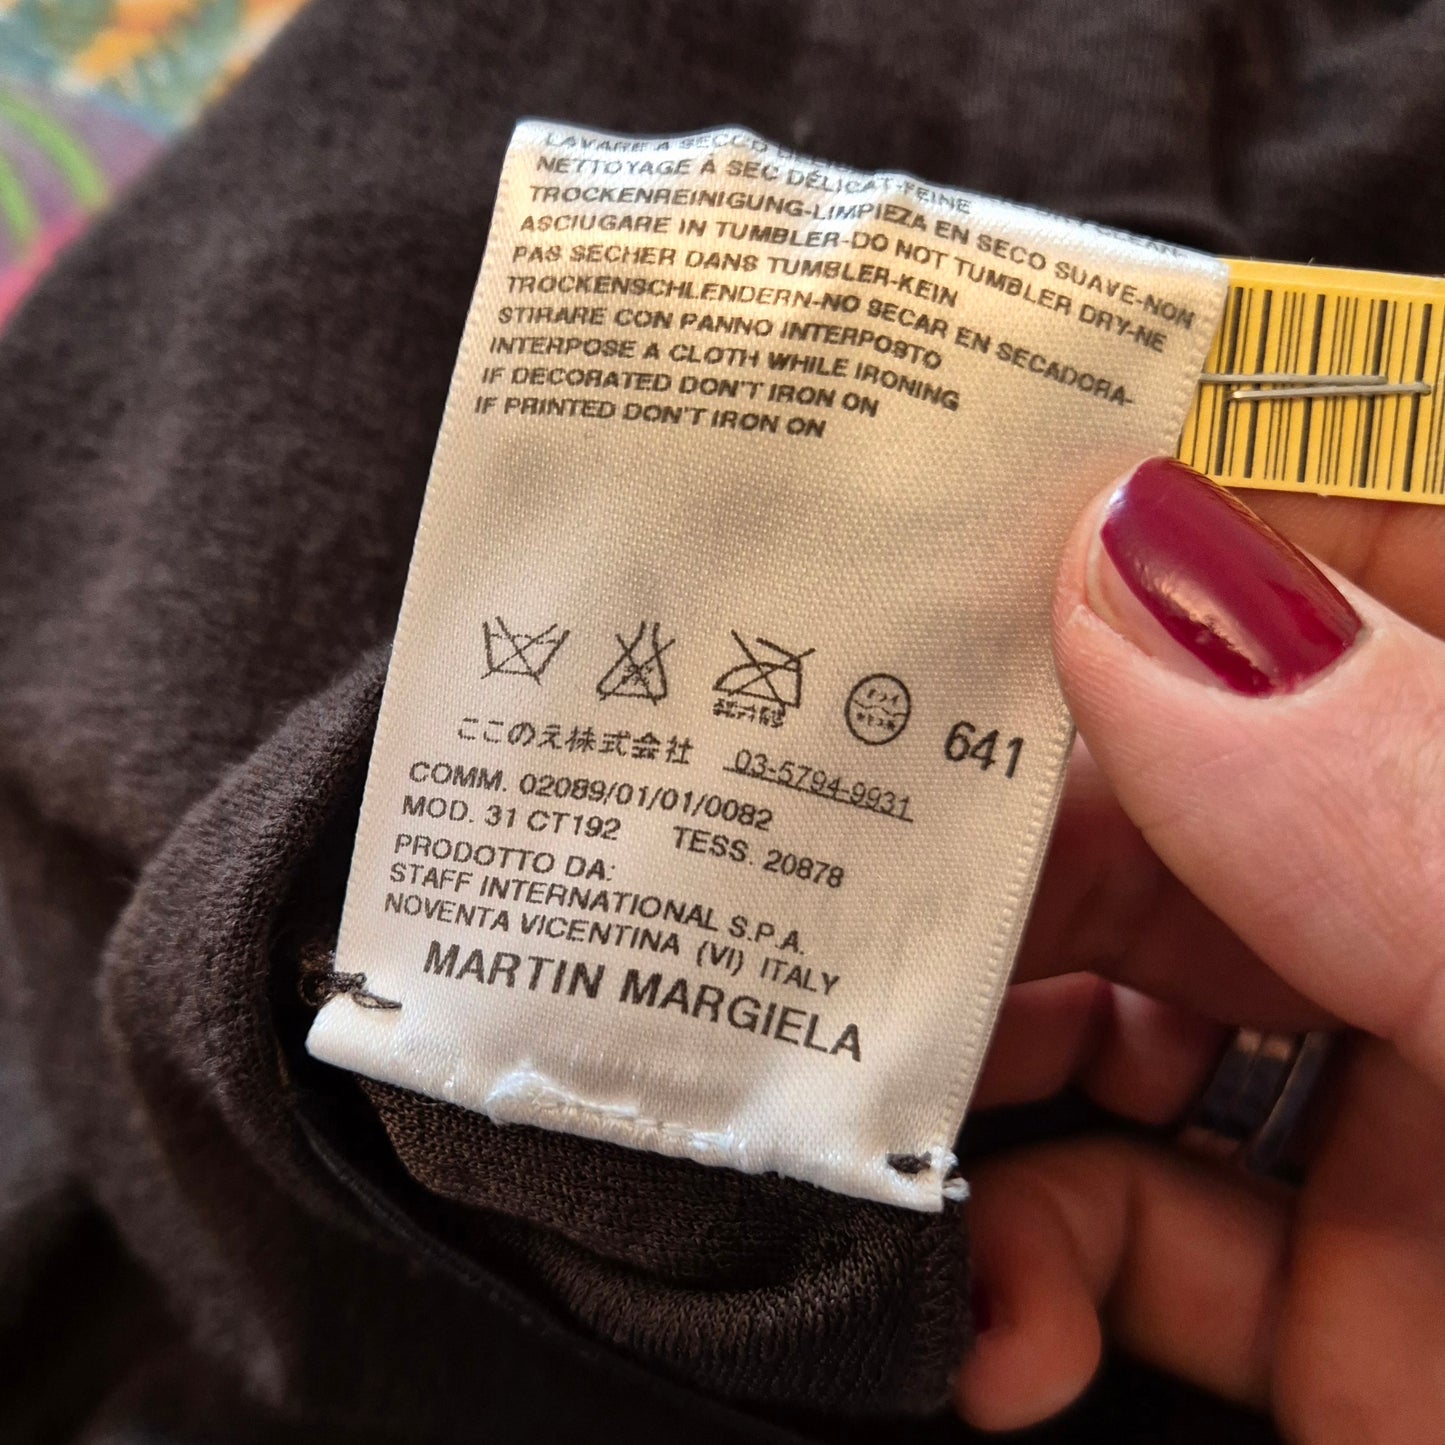 LAVARE A SECCO
NETTOYAGE À SEC DÉLICAT-FEINE
TROCKENREINIGUNG-LIMPIEZA EN SECO SUAVE-NON
ASCIUGARE IN TUMBLER-DO NOT TUMBLER DRY-NE
PAS SECHER DANS TUMBLER-KEIN
TROCKENSCHLENDERN-NO SECAR EN SECADORA-
STIRARE CON PANNO INTERPOSTO
INTERPOSE A CLOTH WHILE IRONING
IF DECORATED DON'T IRON ON
IF PRINTED DON'T IRON ON
641
ここのえ株式会社 03-5794-9931
COMM. 02089/01/01/0082
MOD. 31 CT192 TESS. 20878
PRODOTTO DA:
STAFF INTERNATIONAL S.P.A.
NOVENTA VICENTINA (VI) ITALY
MARTIN MARGIELA